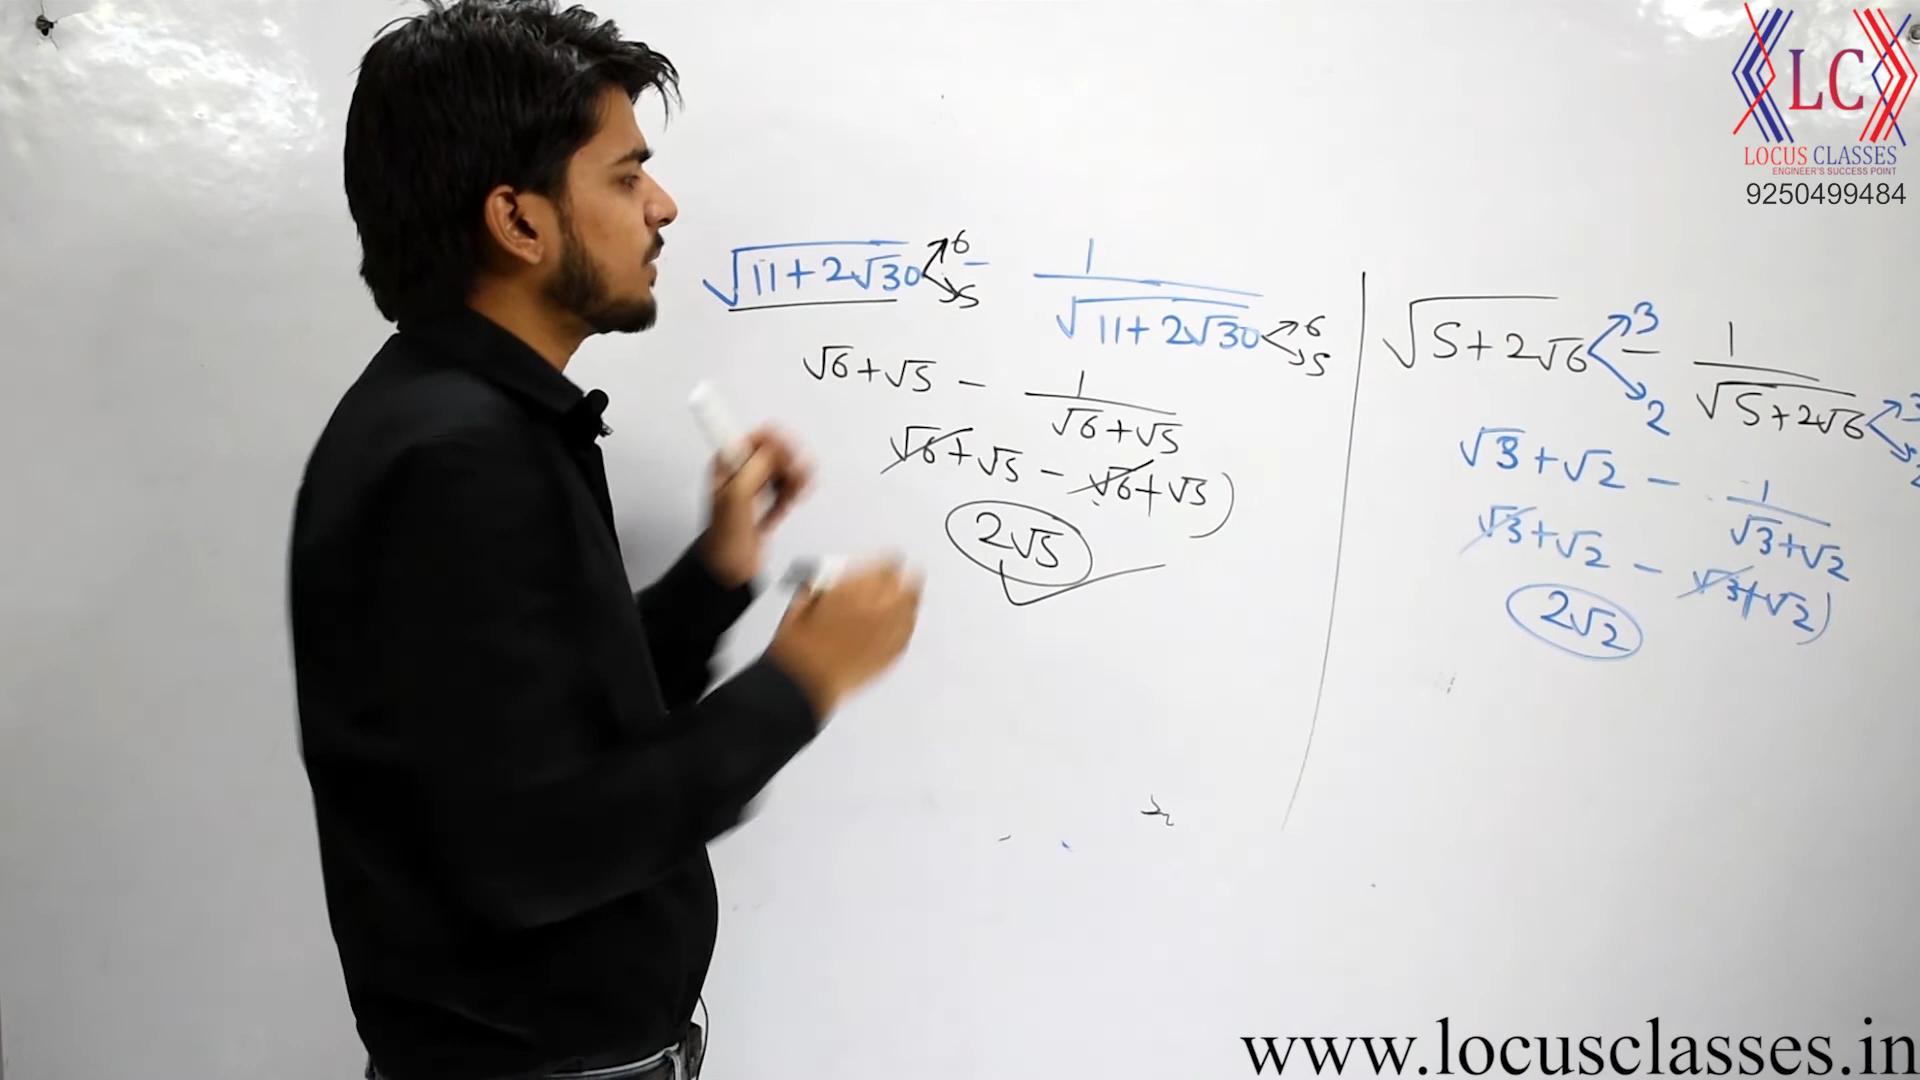 LC
LOCUS CLASSES
ENGINEER'S SUCCESS POINT
9250499484
√11+2√30 6 5 - 1/√11+2√30 6 5
√6+√5 - 1/√6+√5
√6+√5 - √6+√5)
2√5
√5+2√6 3 2 - 1/√5+2√6 3 2
√3+√2 - 1/√3+√2
√3+√2 - √3+√2)
2√2
www.locusclasses.in